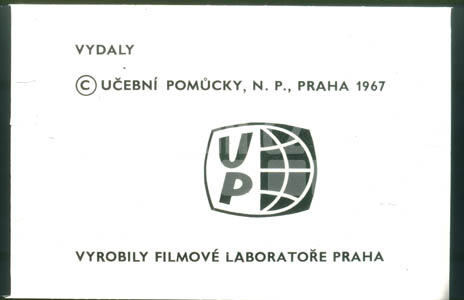 VYDALY
© UČEBNÍ POMŮCKY, N. P., PRAHA 1967
UP
VYROBILY FILMOVÉ LABORATOŘE PRAHA